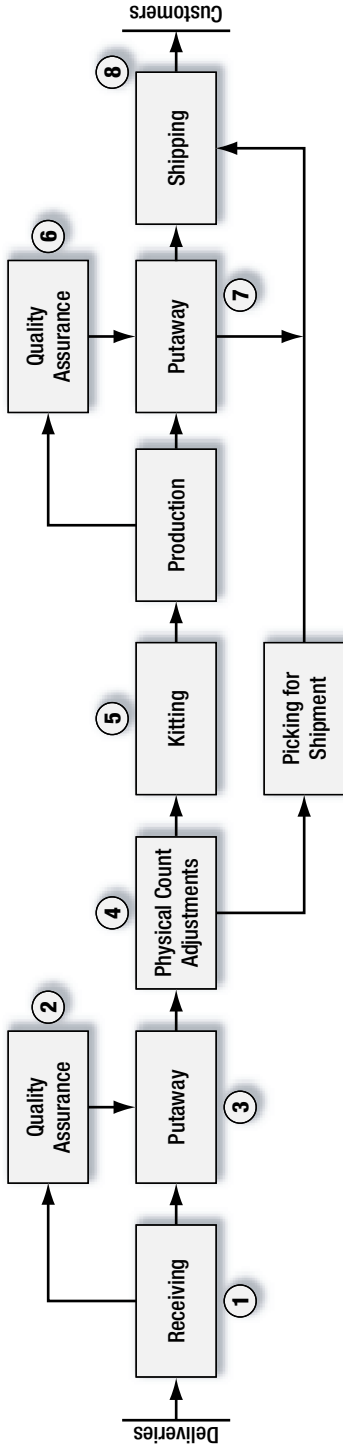 Deliveries
1
Receiving
2
Quality
Assurance
3
Putaway
4
Physical Count
Adjustments
5
Kitting
Picking for
Shipment
Production
6
Quality
Assurance
7
Putaway
8
Shipping
Customers